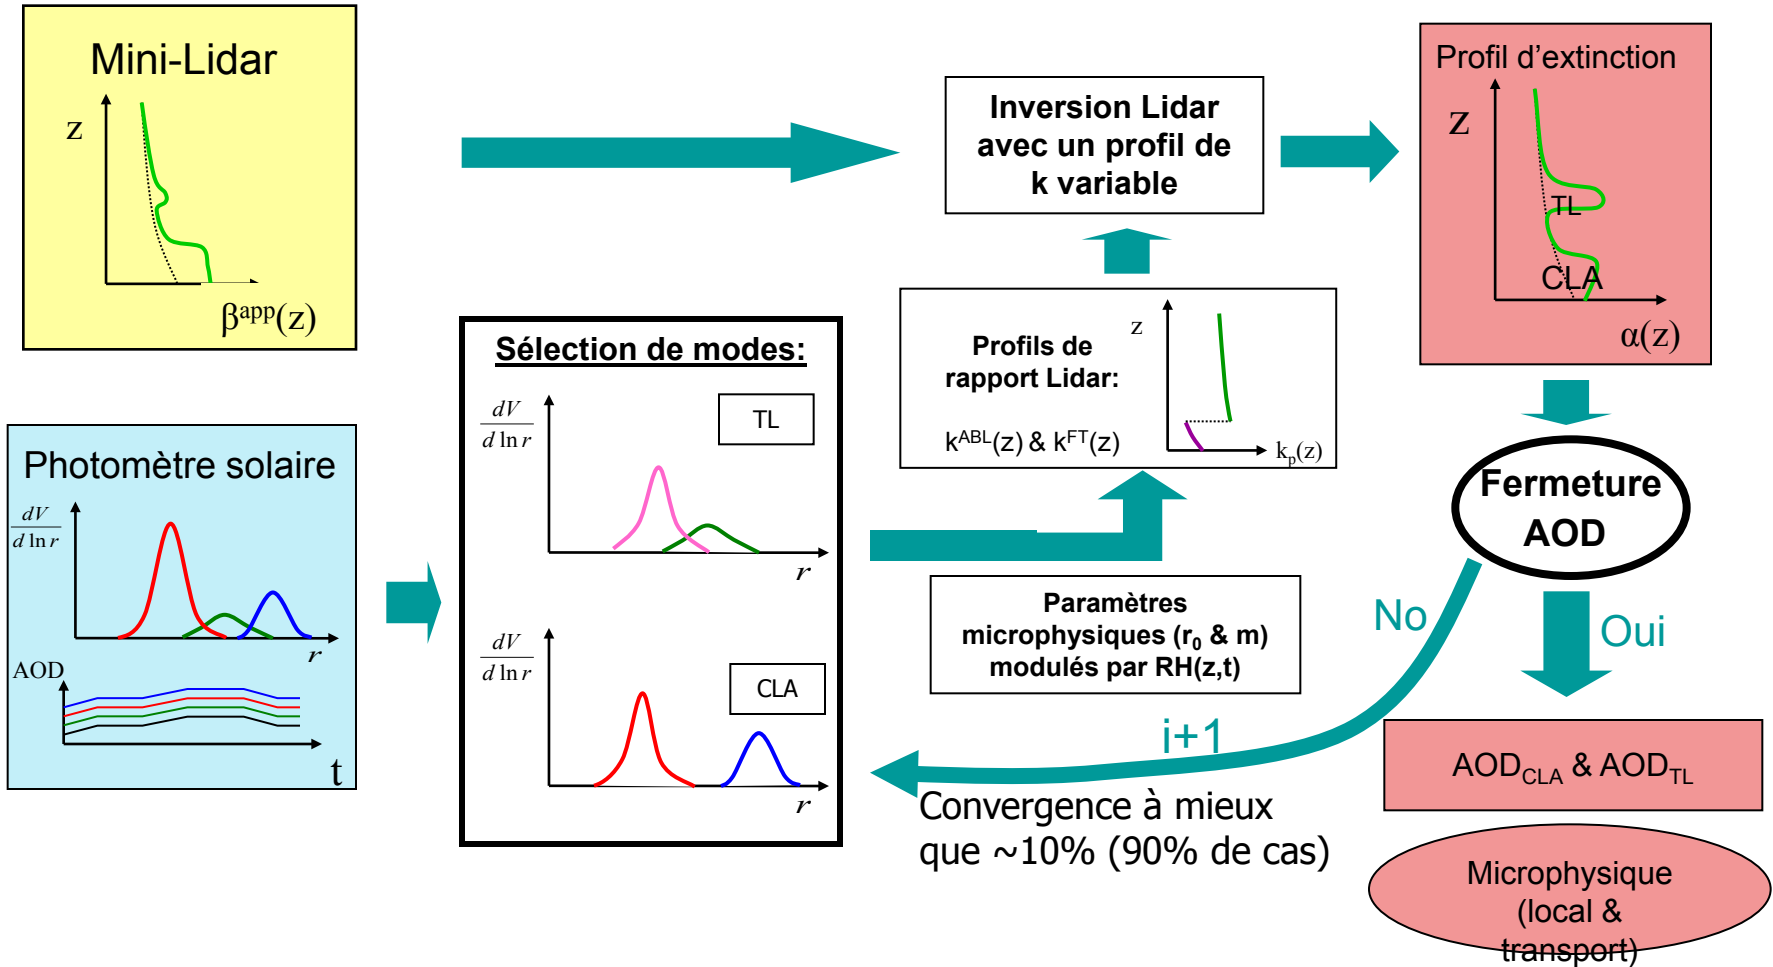 Mini-Lidar
z
βapp(z)
Photomètre solaire
dV
d ln r
r
AOD
t
Sélection de modes:
dV
d ln r
TL
r
dV
d ln r
CLA
r
Inversion Lidar
avec un profil de
k variable
Profils de
rapport Lidar:
kABL(z) & kFT(z)
z
kp(z)
Paramètres
microphysiques (r0 & m)
modulés par RH(z,t)
Profil d'extinction
z
TL
CLA
α(z)
Fermeture
AOD
No
Oui
i+1
Convergence à mieux
que ~10% (90% de cas)
AODCLA & AODTL
Microphysique
(local &
transport)